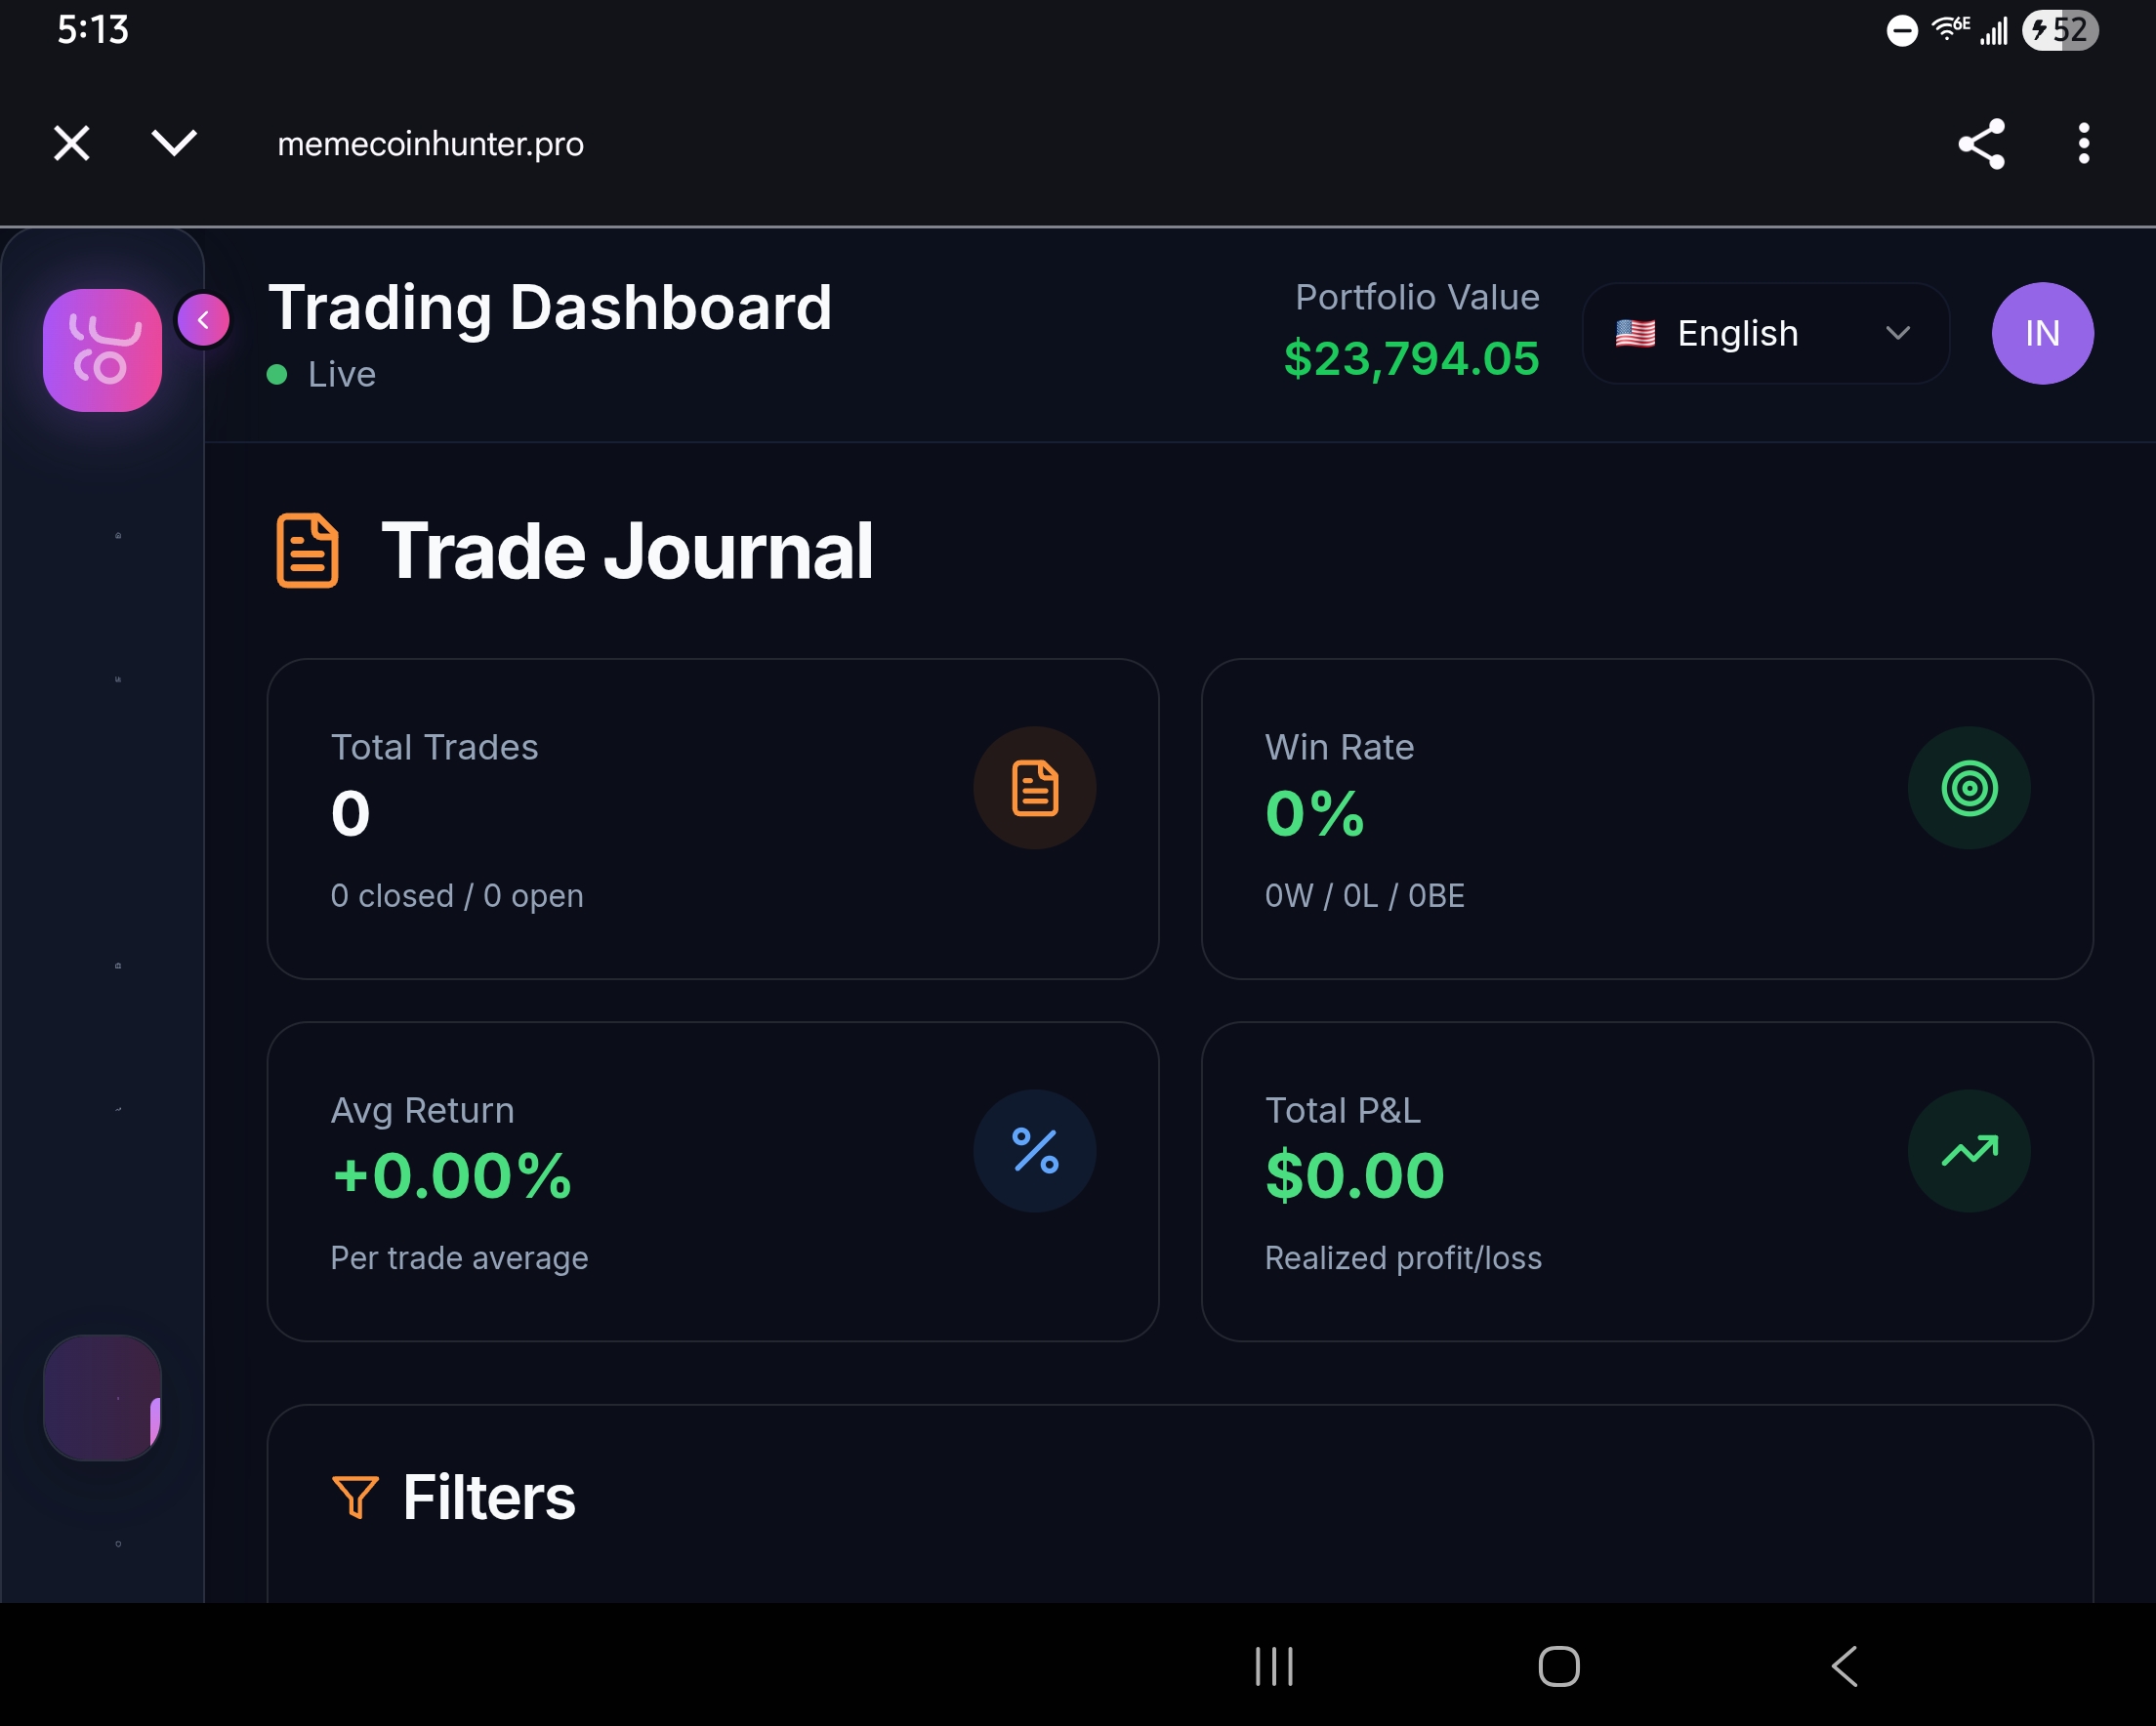 5:13
6E
52
memecoinhunter.pro
Trading Dashboard
Live
Portfolio Value
$23,794.05
🇺🇸 English
IN
Trade Journal
Total Trades
0
0 closed / 0 open
Win Rate
0%
0W / 0L / 0BE
Avg Return
+0.00%
Per trade average
Total P&L
$0.00
Realized profit/loss
Filters